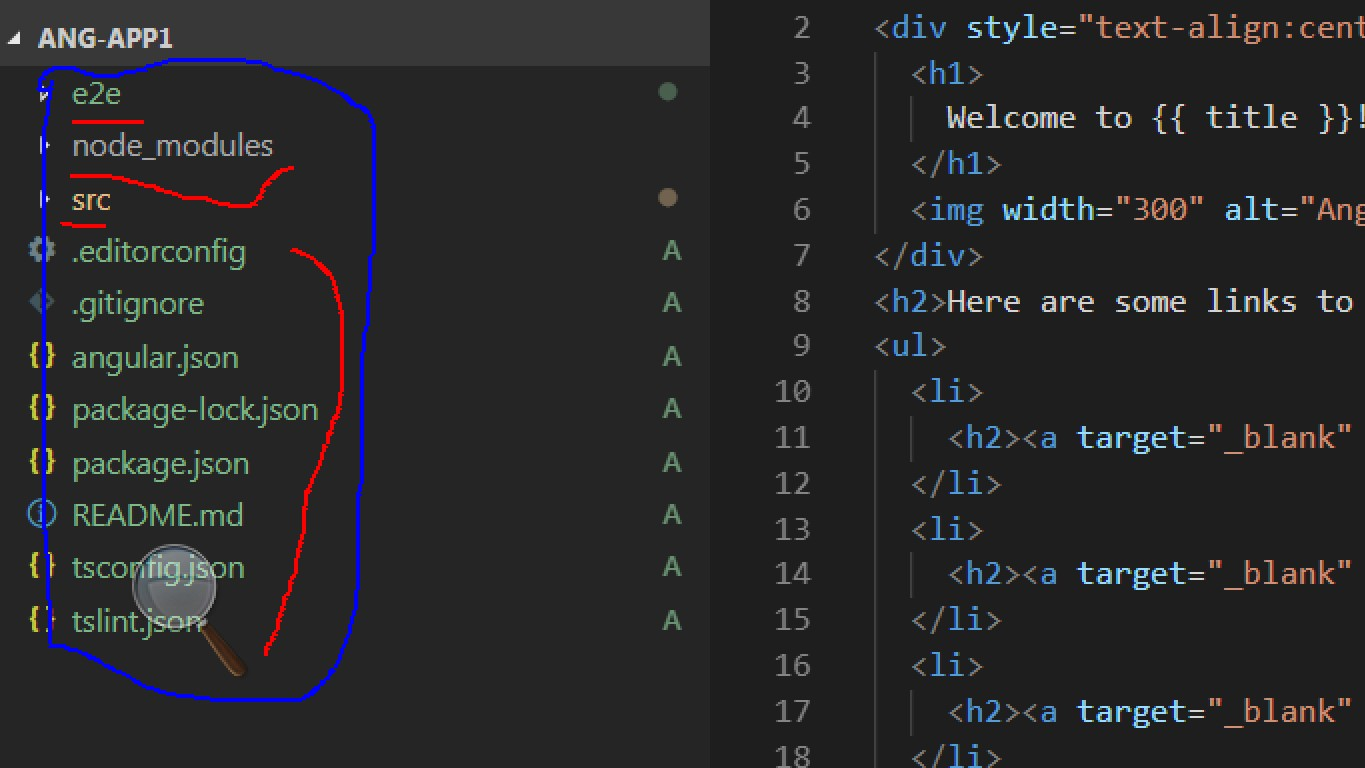 ANG-APP1
e2e
node_modules
src
.editorconfig A
.gitignore A
angular.json A
package-lock.json A
package.json A
README.md A
tsconfig.json A
tslint.json A
2 <div style="text-align:cent
3 <h1>
4 Welcome to {{ title }}!
5 </h1>
6 <img width="300" alt="Ang
7 </div>
8 <h2>Here are some links to
9 <ul>
10 <li>
11 <h2><a target="_blank"
12 </li>
13 <li>
14 <h2><a target="_blank"
15 </li>
16 <li>
17 <h2><a target="_blank"
18 </li>